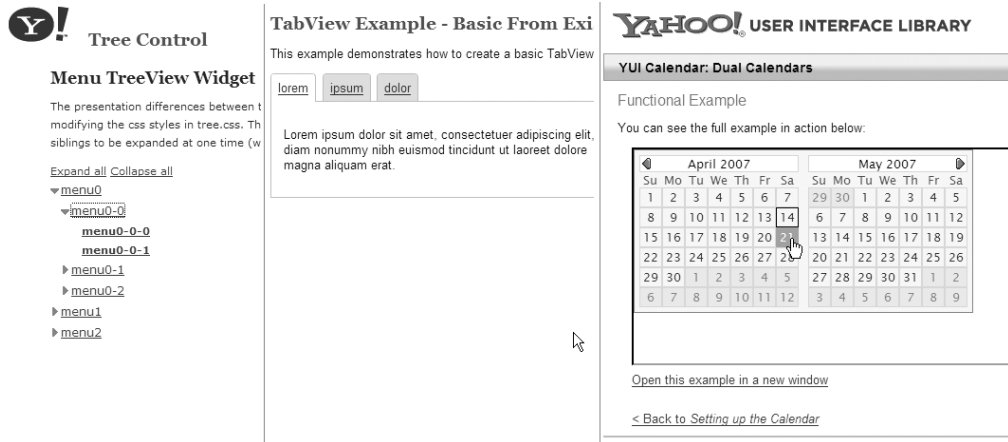 Y!
Tree Control
Menu TreeView Widget
The presentation differences between t
modifying the css styles in tree.css. Th
siblings to be expanded at one time (w
Expand all Collapse all
menu0
menu0-0
menu0-0-0
menu0-0-1
menu0-1
menu0-2
menu1
menu2
TabView Example - Basic From Exi
This example demonstrates how to create a basic TabView
lorem ipsum dolor
Lorem ipsum dolor sit amet, consectetuer adipiscing elit,
diam nonummy nibh euismod tincidunt ut laoreet dolore
magna aliquam erat.
YAHOO! USER INTERFACE LIBRARY
YUI Calendar: Dual Calendars
Functional Example
You can see the full example in action below:
April 2007
Su Mo Tu We Th Fr Sa
1 2 3 4 5 6 7
8 9 10 11 12 13 14
15 16 17 18 19 20 21
22 23 24 25 26 27 28
29 30 1 2 3 4 5
6 7 8 9 10 11 12
May 2007
Su Mo Tu We Th Fr Sa
29 30 1 2 3 4 5
6 7 8 9 10 11 12
13 14 15 16 17 18 19
20 21 22 23 24 25 26
27 28 29 30 31 1 2
3 4 5 6 7 8 9
Open this example in a new window
< Back to Setting up the Calendar